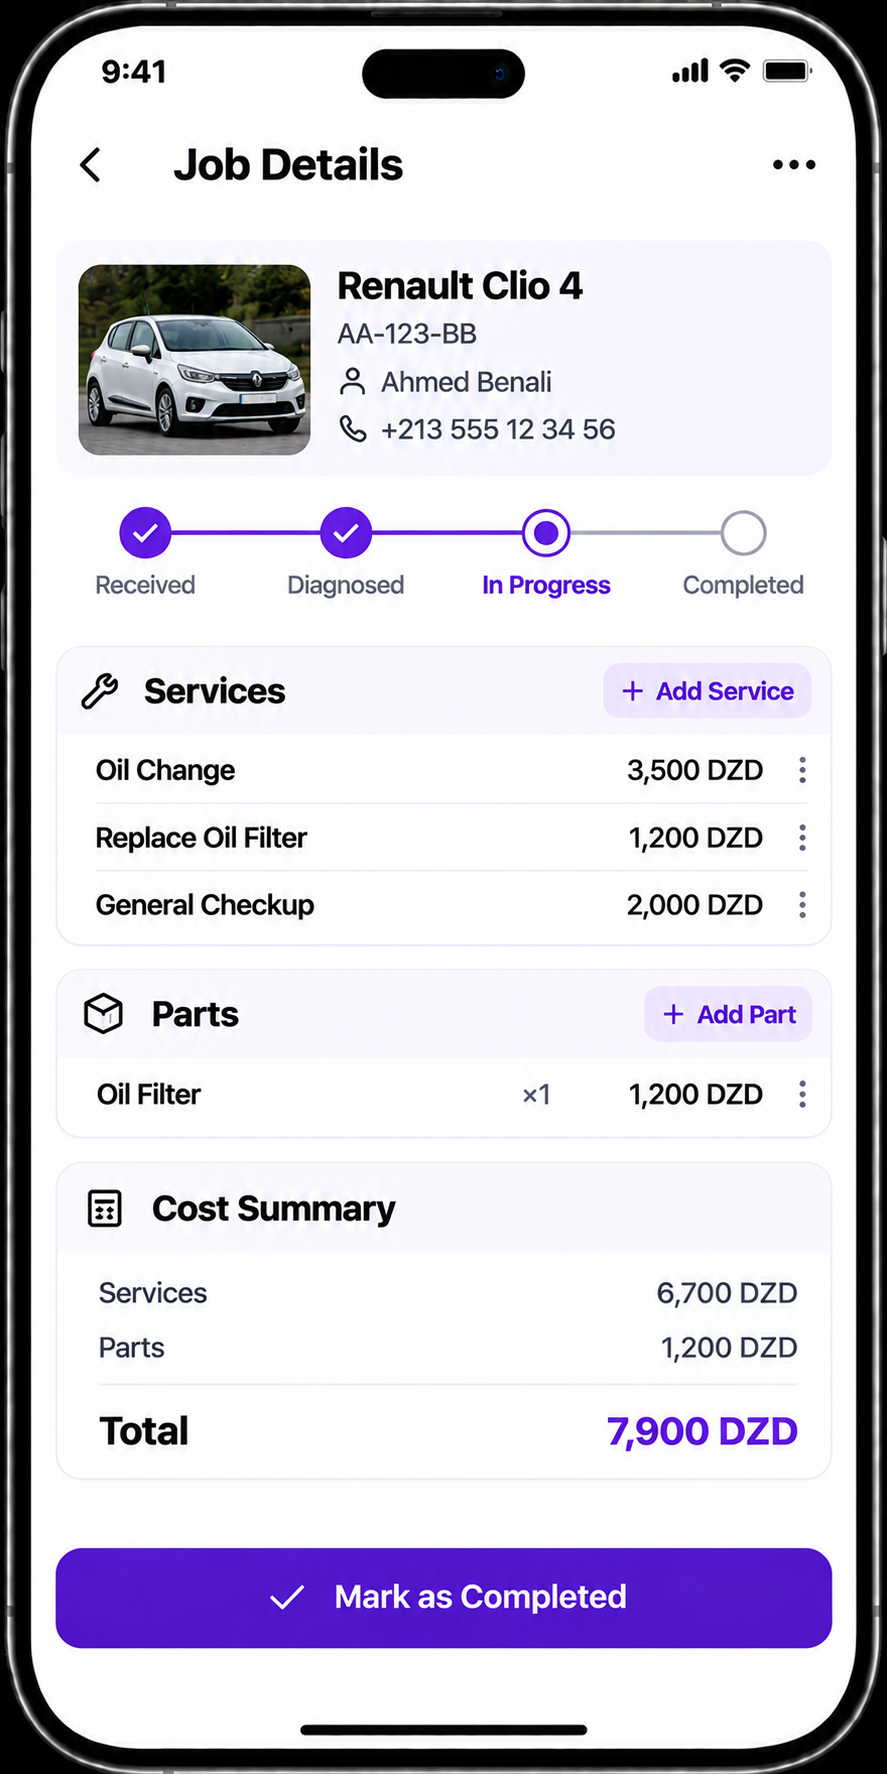 9:41
Job Details
Renault Clio 4
AA-123-BB
Ahmed Benali
+213 555 12 34 56
Received Diagnosed In Progress Completed
Services + Add Service
Oil Change 3,500 DZD
Replace Oil Filter 1,200 DZD
General Checkup 2,000 DZD
Parts + Add Part
Oil Filter ×1 1,200 DZD
Cost Summary
Services 6,700 DZD
Parts 1,200 DZD
Total 7,900 DZD
Mark as Completed